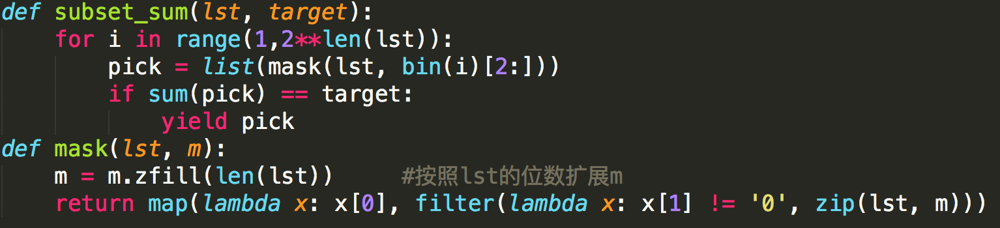 def subset_sum(lst, target):
    for i in range(1,2**len(lst)):
        pick = list(mask(lst, bin(i)[2:]))
        if sum(pick) == target:
            yield pick
def mask(lst, m):
    m = m.zfill(len(lst))     #按照lst的位数扩展m
    return map(lambda x: x[0], filter(lambda x: x[1] != '0', zip(lst, m)))